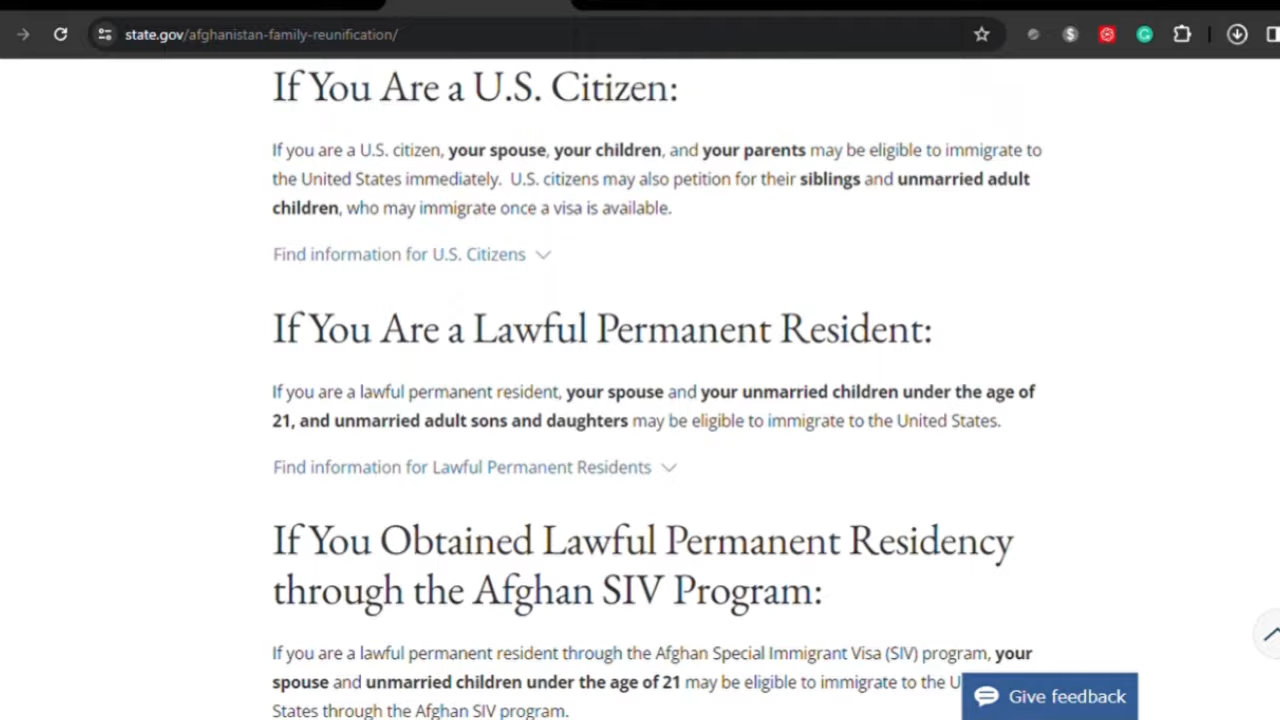 state.gov/afghanistan-family-reunification/
If You Are a U.S. Citizen:
If you are a U.S. citizen, your spouse, your children, and your parents may be eligible to immigrate to
the United States immediately. U.S. citizens may also petition for their siblings and unmarried adult
children, who may immigrate once a visa is available.
Find information for U.S. Citizens
If You Are a Lawful Permanent Resident:
If you are a lawful permanent resident, your spouse and your unmarried children under the age of
21, and unmarried adult sons and daughters may be eligible to immigrate to the United States.
Find information for Lawful Permanent Residents
If You Obtained Lawful Permanent Residency
through the Afghan SIV Program:
If you are a lawful permanent resident through the Afghan Special Immigrant Visa (SIV) program, your
spouse and unmarried children under the age of 21 may be eligible to immigrate to the U
Give feedback
States through the Afghan SIV program.